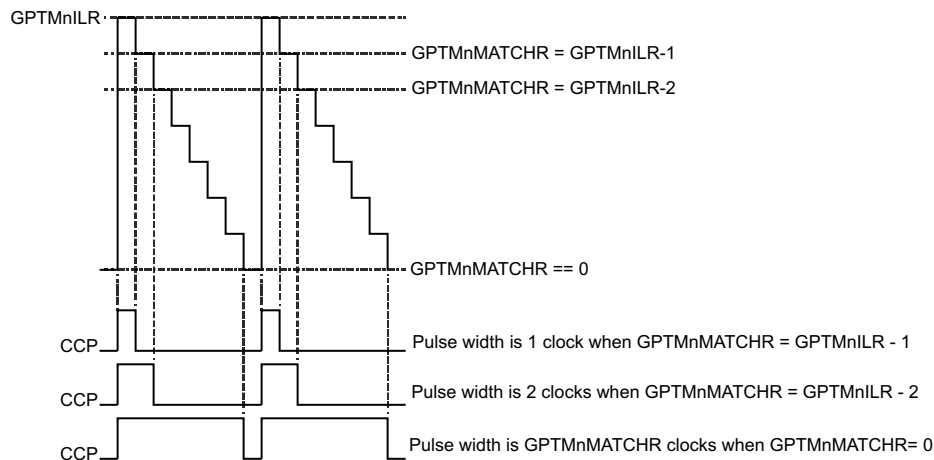 GPTMnILR
GPTMnMATCHR = GPTMnILR-1
GPTMnMATCHR = GPTMnILR-2
GPTMnMATCHR == 0
CCP
Pulse width is 1 clock when GPTMnMATCHR = GPTMnILR - 1
CCP
Pulse width is 2 clocks when GPTMnMATCHR = GPTMnILR - 2
CCP
Pulse width is GPTMnMATCHR clocks when GPTMnMATCHR= 0